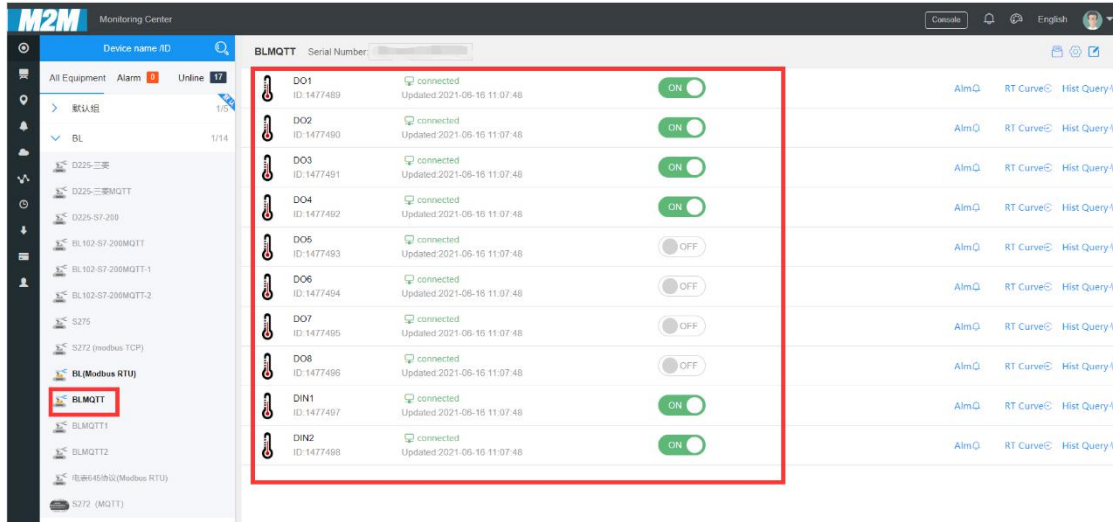 M2M Monitoring Center Console English
Device name /ID
All Equipment Alarm 0 Unline 17
默认组 1/5
BL 1/14
D225-三菱
D225-三菱MQTT
D225-S7-200
BL102-S7-200MQTT
BL102-S7-200MQTT-1
BL102-S7-200MQTT-2
S275
S272 (modbus TCP)
BL(Modbus RTU)
BLMQTT
BLMQTT1
BLMQTT2
645协议(Modbus RTU)
S272 (MQTT)
BLMQTT Serial Number:
DO1 connected ON Alm RT Curve Hist Query
ID:1477489 Updated:2021-06-16 11:07:48
DO2 connected ON Alm RT Curve Hist Query
ID:1477490 Updated:2021-06-16 11:07:48
DO3 connected ON Alm RT Curve Hist Query
ID:1477491 Updated:2021-06-16 11:07:48
DO4 connected ON Alm RT Curve Hist Query
ID:1477492 Updated:2021-06-16 11:07:48
DO5 connected OFF Alm RT Curve Hist Query
ID:1477493 Updated:2021-06-16 11:07:48
DO6 connected OFF Alm RT Curve Hist Query
ID:1477494 Updated:2021-06-16 11:07:48
DO7 connected OFF Alm RT Curve Hist Query
ID:1477495 Updated:2021-06-16 11:07:48
DO8 connected OFF Alm RT Curve Hist Query
ID:1477496 Updated:2021-06-16 11:07:48
DIN1 connected ON Alm RT Curve Hist Query
ID:1477497 Updated:2021-06-16 11:07:48
DIN2 connected ON Alm RT Curve Hist Query
ID:1477498 Updated:2021-06-16 11:07:48